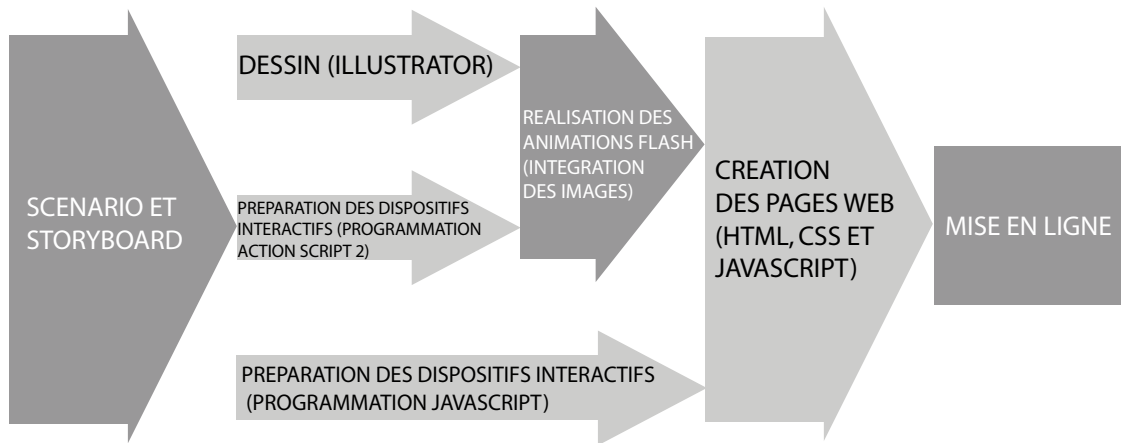 SCENARIO ET
STORYBOARD
DESSIN (ILLUSTRATOR)
PREPARATION DES DISPOSITIFS
INTERACTIFS (PROGRAMMATION
ACTION SCRIPT 2)
PREPARATION DES DISPOSITIFS INTERACTIFS
(PROGRAMMATION JAVASCRIPT)
REALISATION DES
ANIMATIONS FLASH
(INTEGRATION
DES IMAGES)
CREATION
DES PAGES WEB
(HTML, CSS ET
JAVASCRIPT)
MISE EN LIGNE